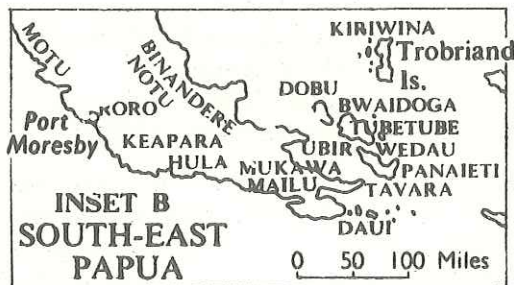 KIRIWINA
Trobriand
Is.
MOTU
BINANDERE
NOTU
DOBU
BWAIDOGA
TUBETUBE
KORO
Port
Moresby
KEAPARA
HULA
UBIR
WEDAU
MUKAWA
PANAIETI
MAILU
TAVARA
DAUI
INSET B
SOUTH-EAST
PAPUA
0 50 100 Miles